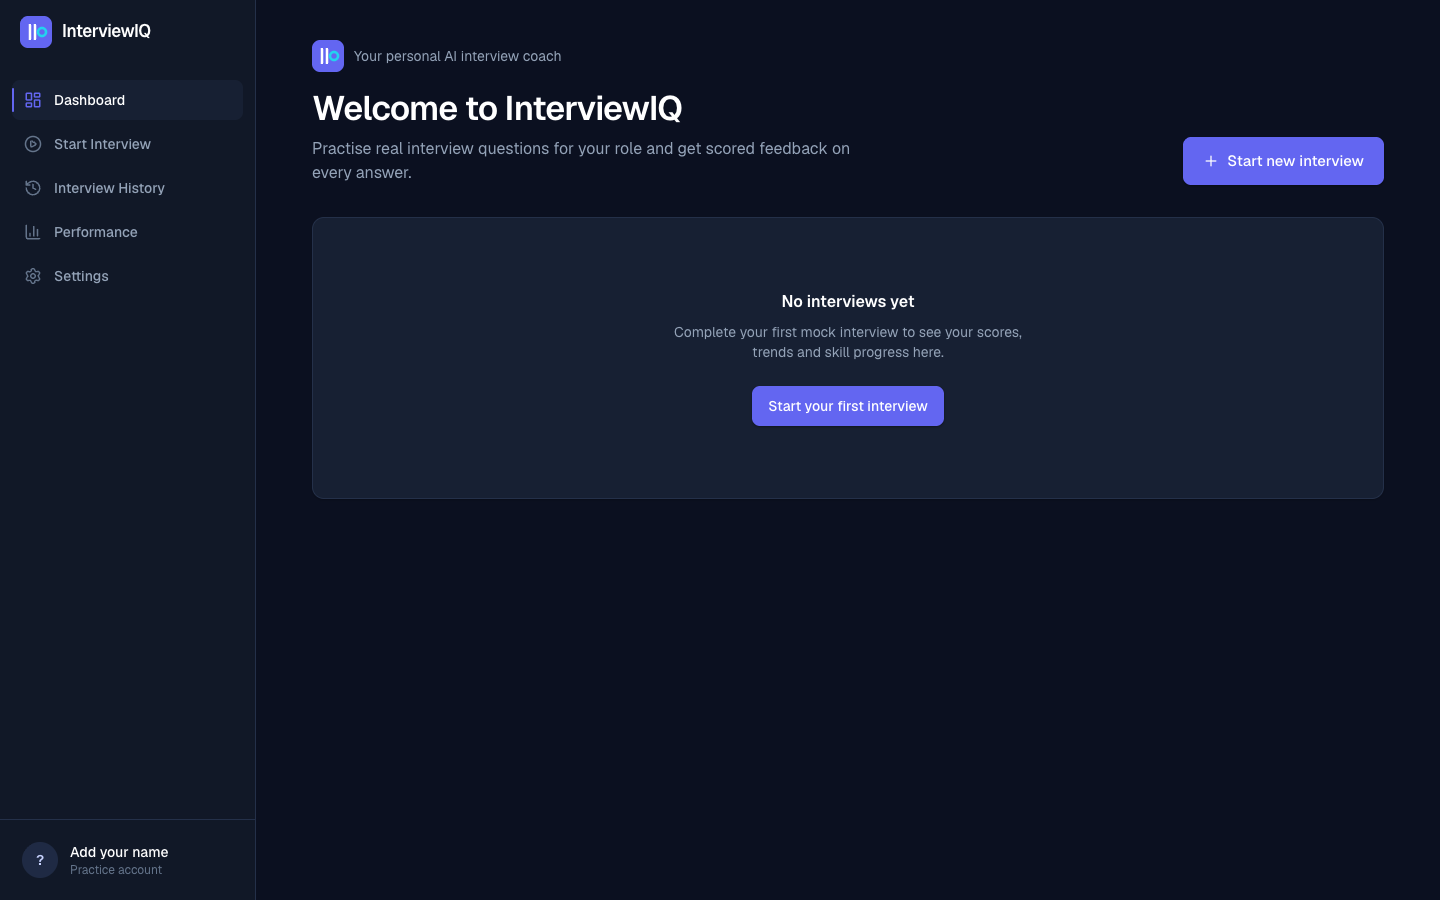 InterviewIQ
Dashboard
Start Interview
Interview History
Performance
Settings
?
Add your name
Practice account
Your personal AI interview coach
Welcome to InterviewIQ
Practise real interview questions for your role and get scored feedback on
every answer.
+ Start new interview
No interviews yet
Complete your first mock interview to see your scores,
trends and skill progress here.
Start your first interview